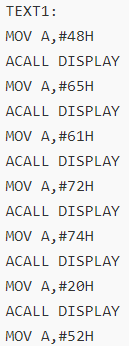 TEXT1:
MOV A,#48H
ACALL DISPLAY
MOV A,#65H
ACALL DISPLAY
MOV A,#61H
ACALL DISPLAY
MOV A,#72H
ACALL DISPLAY
MOV A,#74H
ACALL DISPLAY
MOV A,#20H
ACALL DISPLAY
MOV A,#52H